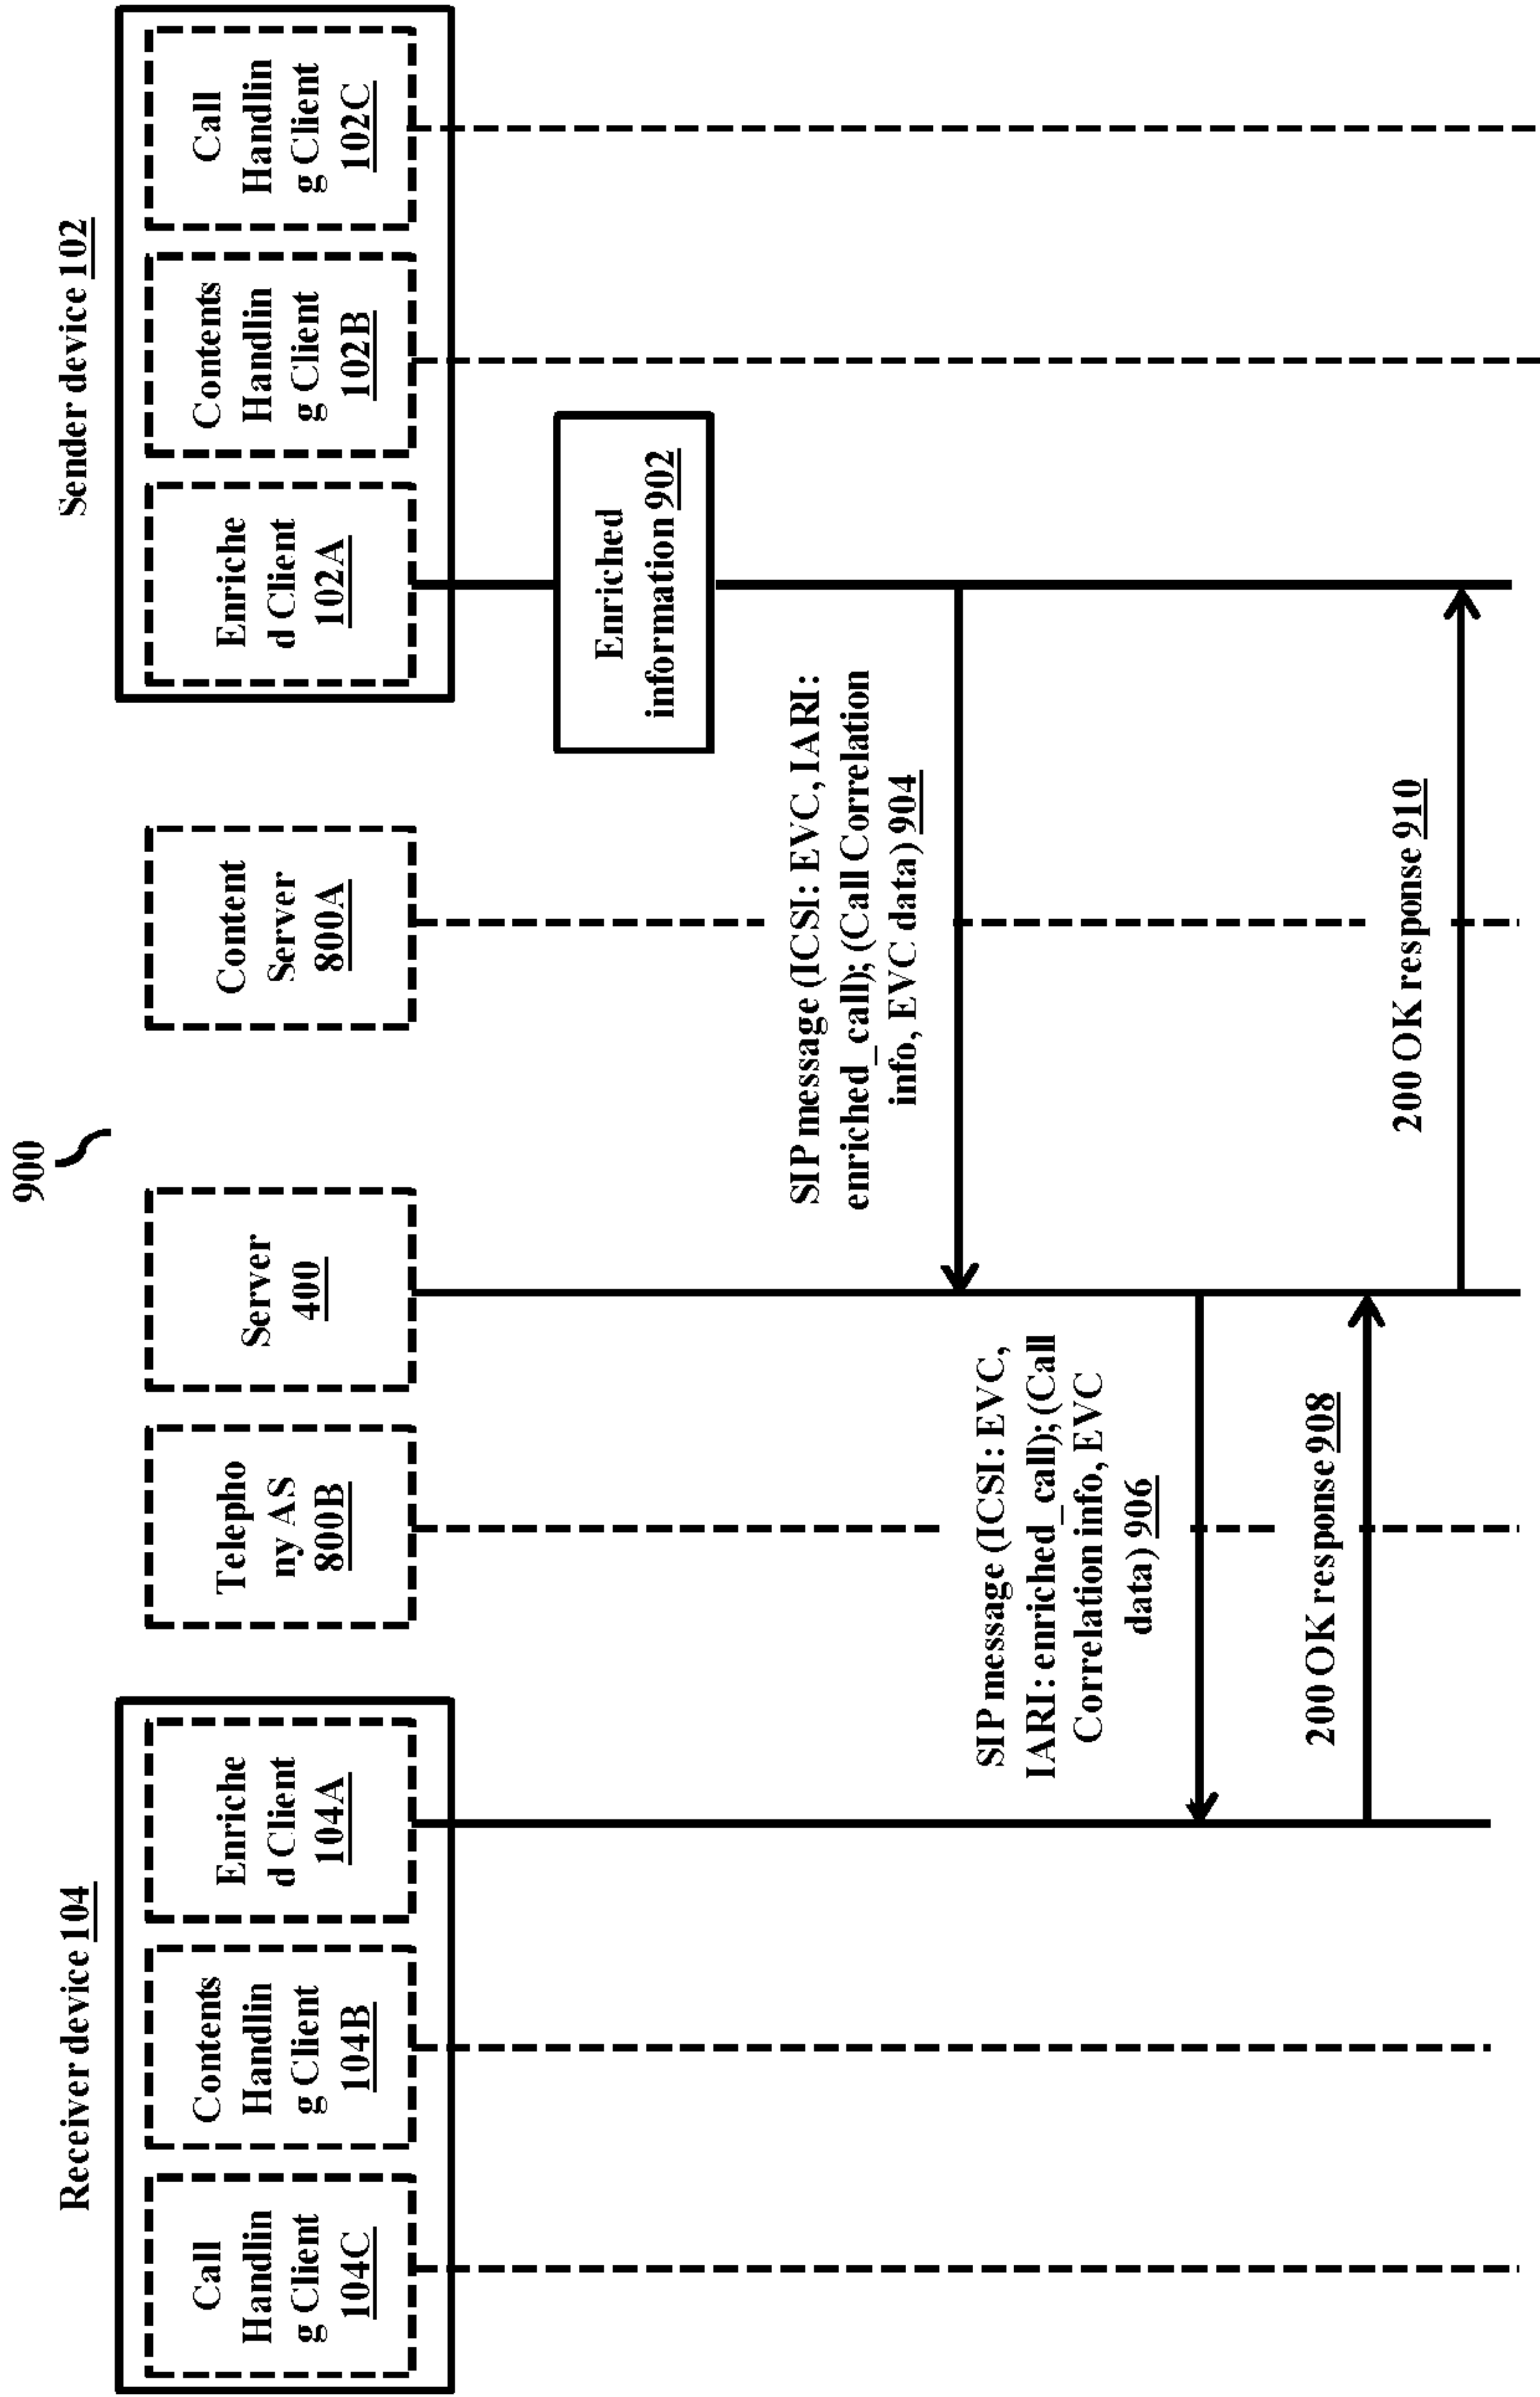 900
Receiver device 104
Sender device 102
Call
Handlin
g Client
104C
Contents
Handlin
g Client
104B
Enriche
d Client
104A
Telepho
ny AS
800B
Server
400
Content
Server
800A
Enriche
d Client
102A
Contents
Handlin
g Client
102B
Call
Handlin
g Client
102C
Enriched
information 902
SIP message (ICSI: EVC, IARI:
enriched_call); (Call Correlation
info, EVC data) 904
SIP message (ICSI: EVC,
IARI: enriched_call); (Call
Correlation info, EVC
data) 906
200 OK response 908
200 OK response 910